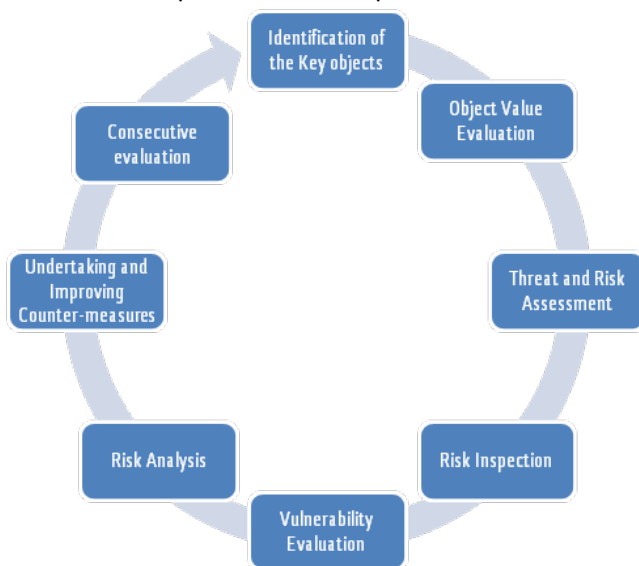 Identification of
the Key objects
Object Value
Evaluation
Threat and Risk
Assessment
Risk Inspection
Vulnerability
Evaluation
Risk Analysis
Undertaking and
Improving
Counter-measures
Consecutive
evaluation